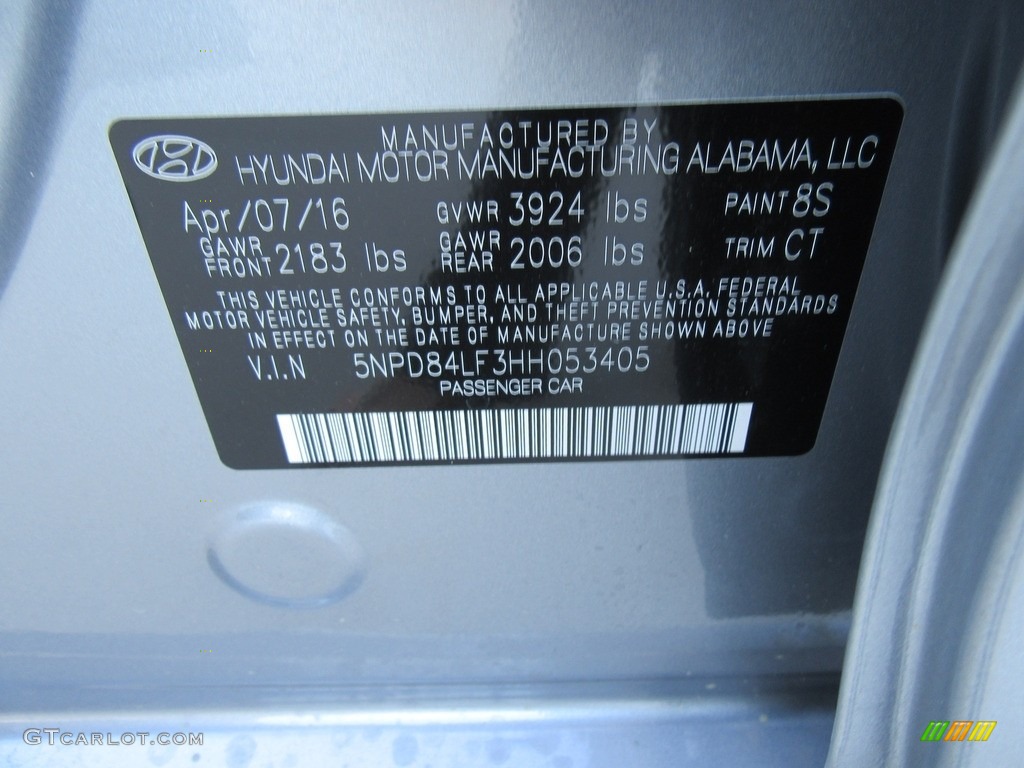 MANUFACTURED BY
HYUNDAI MOTOR MANUFACTURING ALABAMA, LLC
Apr/07/16 GVWR 3924 lbs PAINT 8S
GAWR FRONT 2183 lbs GAWR REAR 2006 lbs TRIM CT
THIS VEHICLE CONFORMS TO ALL APPLICABLE U.S.A. FEDERAL
MOTOR VEHICLE SAFETY, BUMPER, AND THEFT PREVENTION STANDARDS
IN EFFECT ON THE DATE OF MANUFACTURE SHOWN ABOVE
V.I.N 5NPD84LF3HH053405
PASSENGER CAR
GTCARLOT.COM